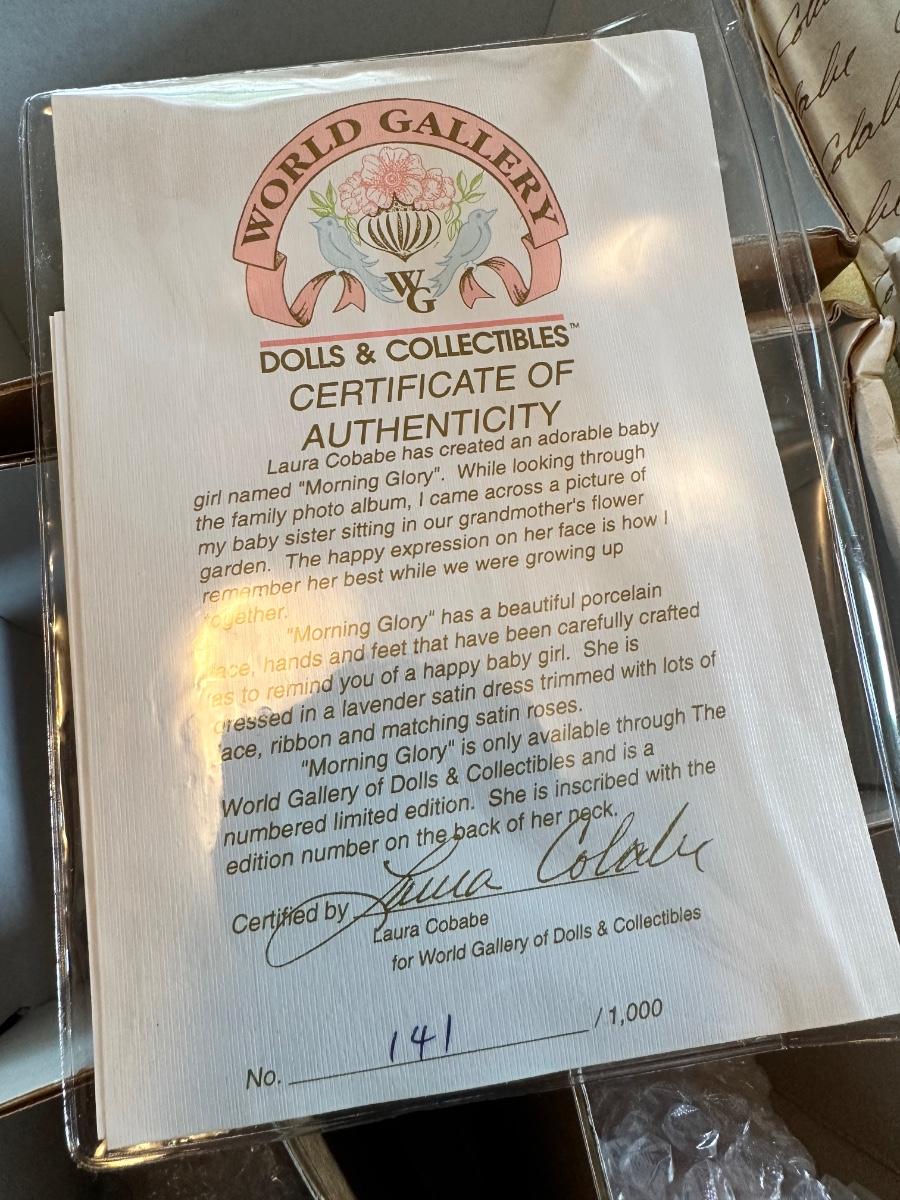 WORLD GALLERY
WG
DOLLS & COLLECTIBLES™
CERTIFICATE OF
AUTHENTICITY
Laura Cobabe has created an adorable baby
girl named "Morning Glory". While looking through
the family photo album, I came across a picture of
my baby sister sitting in our grandmother's flower
garden. The happy expression on her face is how I
remember her best while we were growing up
together.
"Morning Glory" has a beautiful porcelain
face, hands and feet that have been carefully crafted
as to remind you of a happy baby girl. She is
dressed in a lavender satin dress trimmed with lots of
lace, ribbon and matching satin roses.
"Morning Glory" is only available through The
World Gallery of Dolls & Collectibles and is a
numbered limited edition. She is inscribed with the
edition number on the back of her neck.
Certified by Laura Cobabe
Laura Cobabe
for World Gallery of Dolls & Collectibles
No. 141 / 1,000